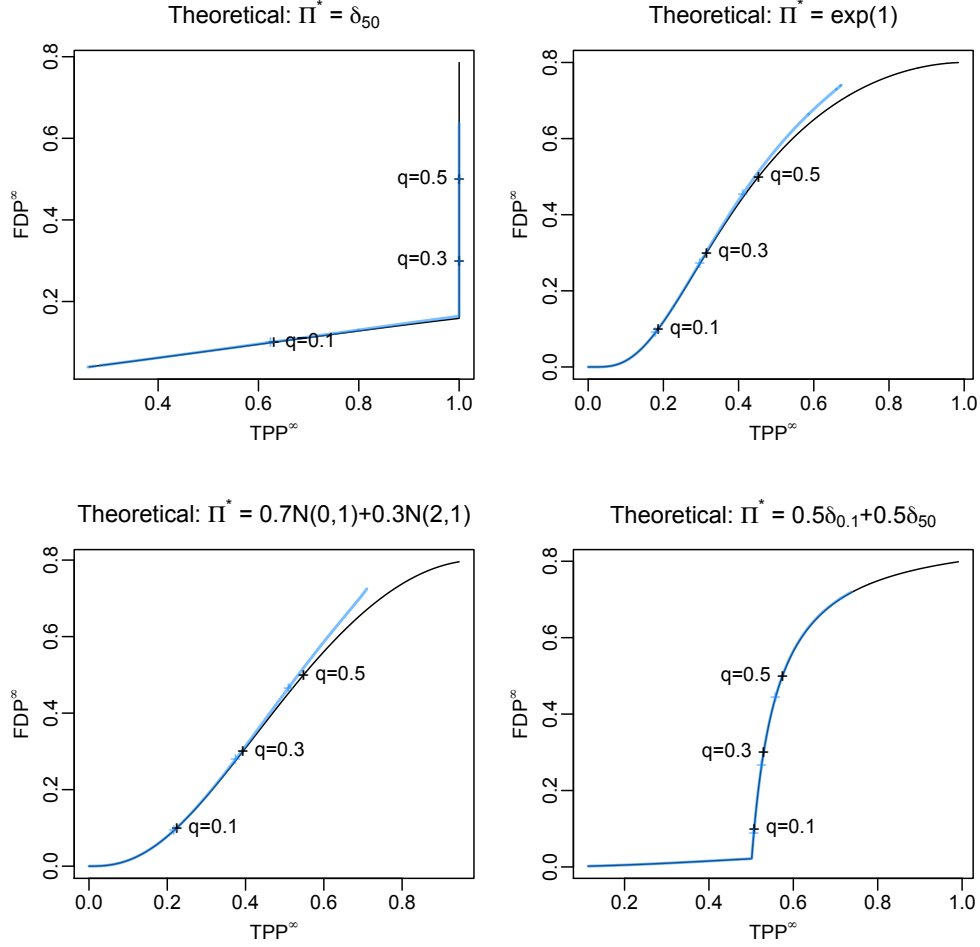 Theoretical: Π* = δ₅₀
FDP∞
0.8
0.6
0.4
0.2
q=0.5
q=0.3
q=0.1
0.4 0.6 0.8 1.0
TPP∞
Theoretical: Π* = exp(1)
FDP∞
0.8
0.6
0.4
0.2
0.0
q=0.5
q=0.3
q=0.1
0.0 0.2 0.4 0.6 0.8 1.0
TPP∞
Theoretical: Π* = 0.7N(0,1)+0.3N(2,1)
FDP∞
0.8
0.6
0.4
0.2
0.0
q=0.5
q=0.3
q=0.1
0.0 0.2 0.4 0.6 0.8
TPP∞
Theoretical: Π* = 0.5δ₀.₁+0.5δ₅₀
FDP∞
0.8
0.6
0.4
0.2
0.0
q=0.5
q=0.3
q=0.1
0.2 0.4 0.6 0.8 1.0
TPP∞